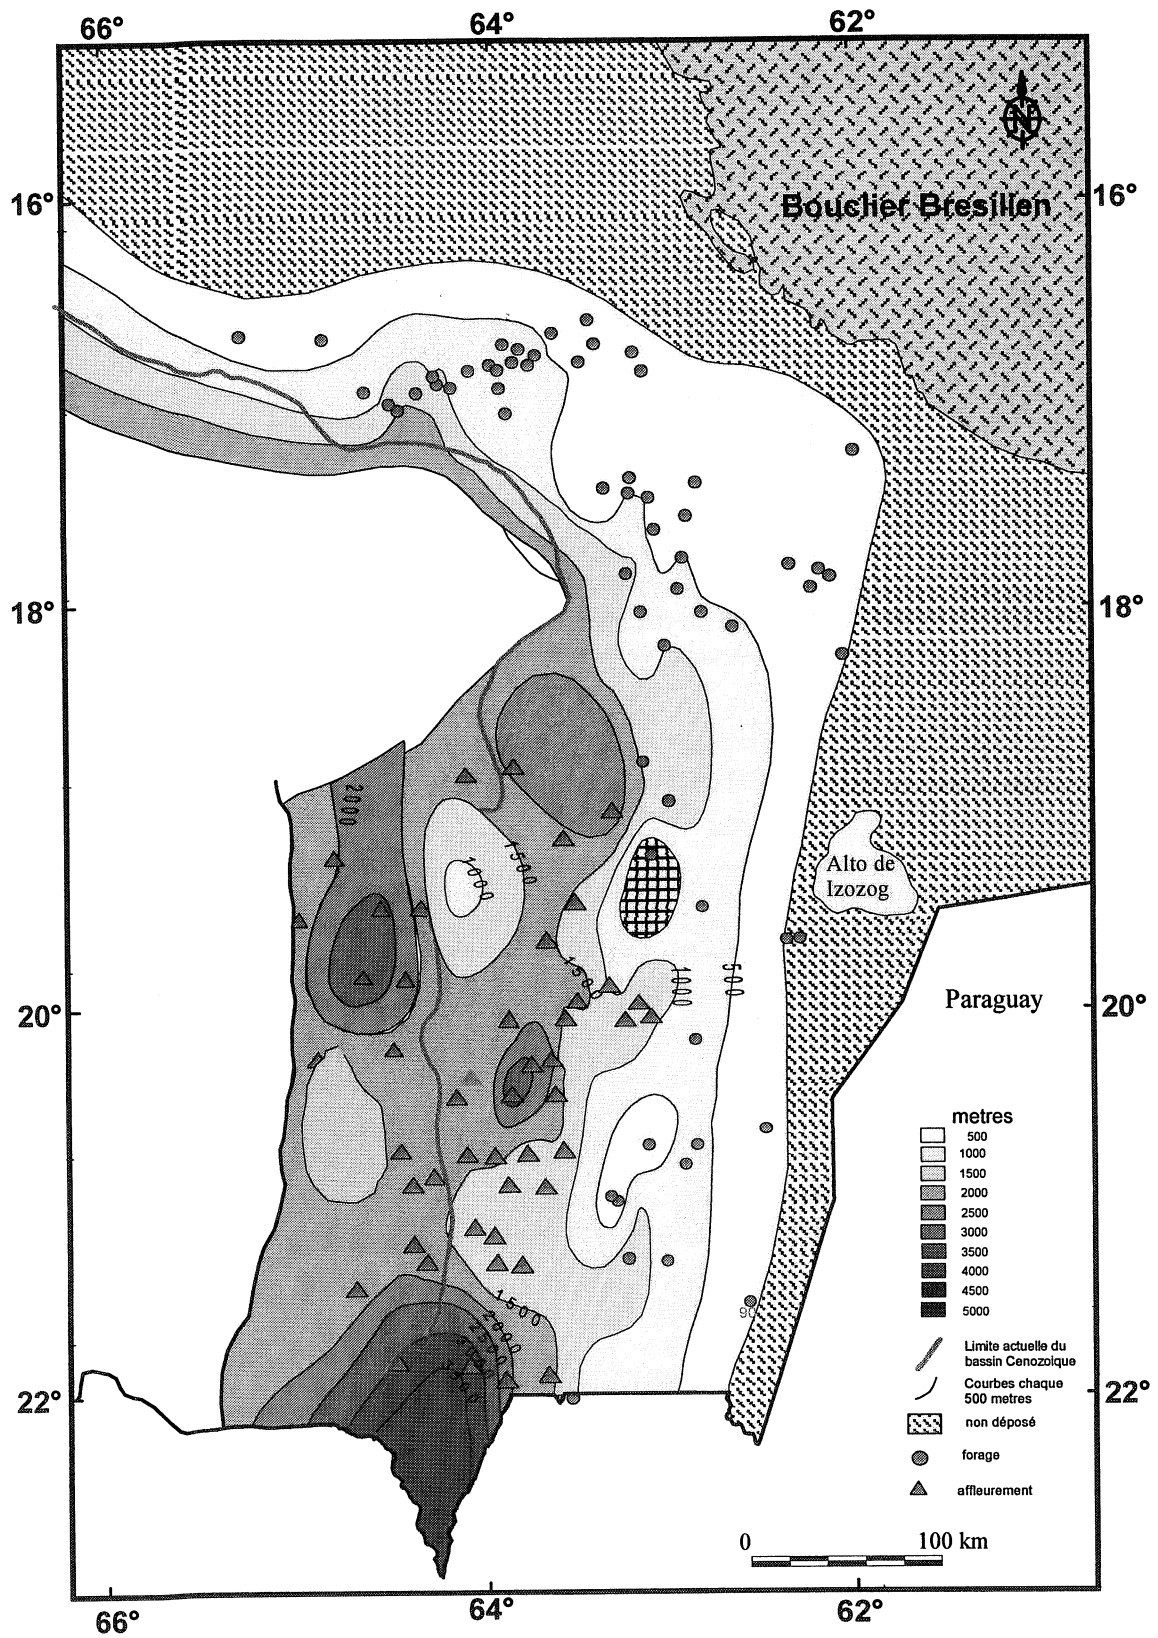 66° 64° 62°
N
16° 16°
Bouclier Bresilien
18° 18°
2000
1500
1000
Alto de
Izozog
1500
1000
500
20° 20°
Paraguay
metres
500
1000
1500
2000
2500
3000
3500
4000
4500
5000
90
1500
2000
2500
Limite actuelle du
bassin Cenozoique
Courbes chaque
500 metres
22° 22°
non déposé
forage
affleurement
0 100 km
66° 64° 62°